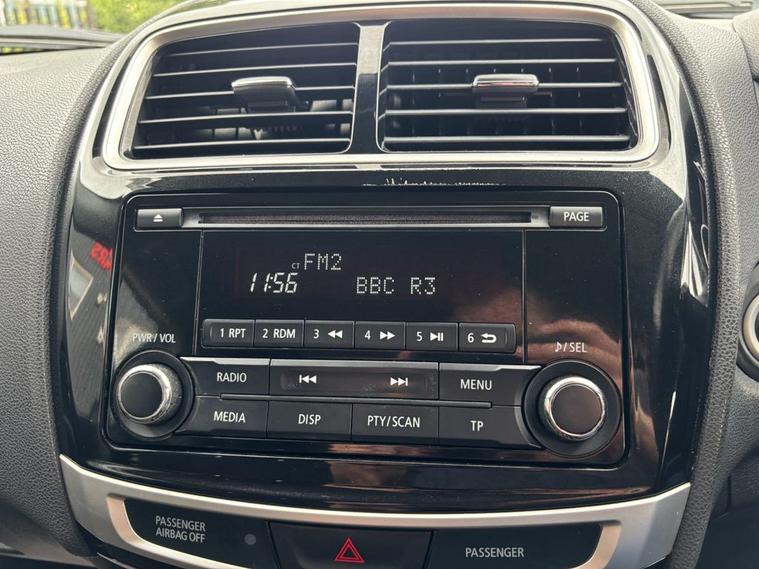 PAGE
CT FM2
11:56 BBC R3
1 RPT 2 RDM 3 4 5 6
PWR/VOL
♪/SEL
RADIO MENU
MEDIA DISP PTY/SCAN TP
PASSENGER
AIRBAG OFF
PASSENGER